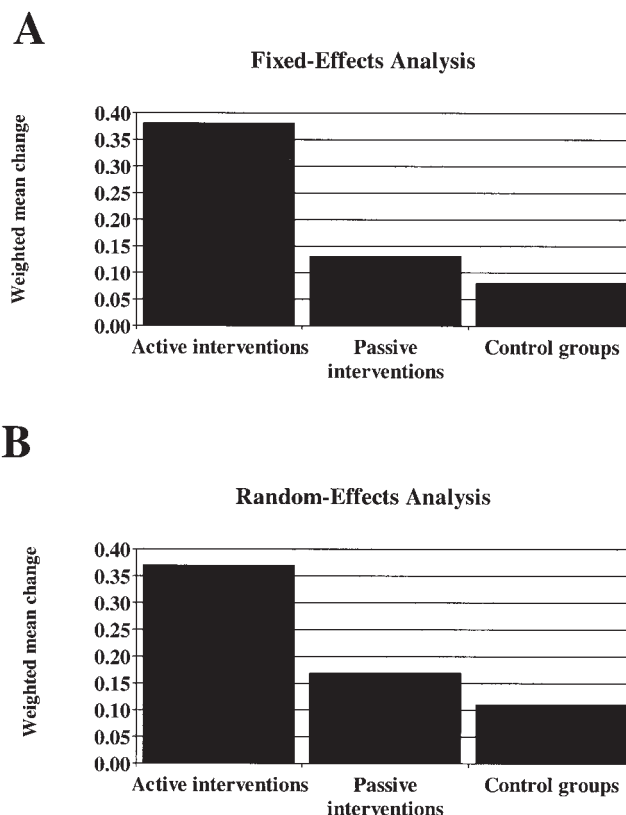 A
Fixed-Effects Analysis
Weighted mean change
0.40
0.35
0.30
0.25
0.20
0.15
0.10
0.05
0.00
Active interventions
Passive
interventions
Control groups
B
Random-Effects Analysis
Weighted mean change
0.40
0.35
0.30
0.25
0.20
0.15
0.10
0.05
0.00
Active interventions
Passive
interventions
Control groups